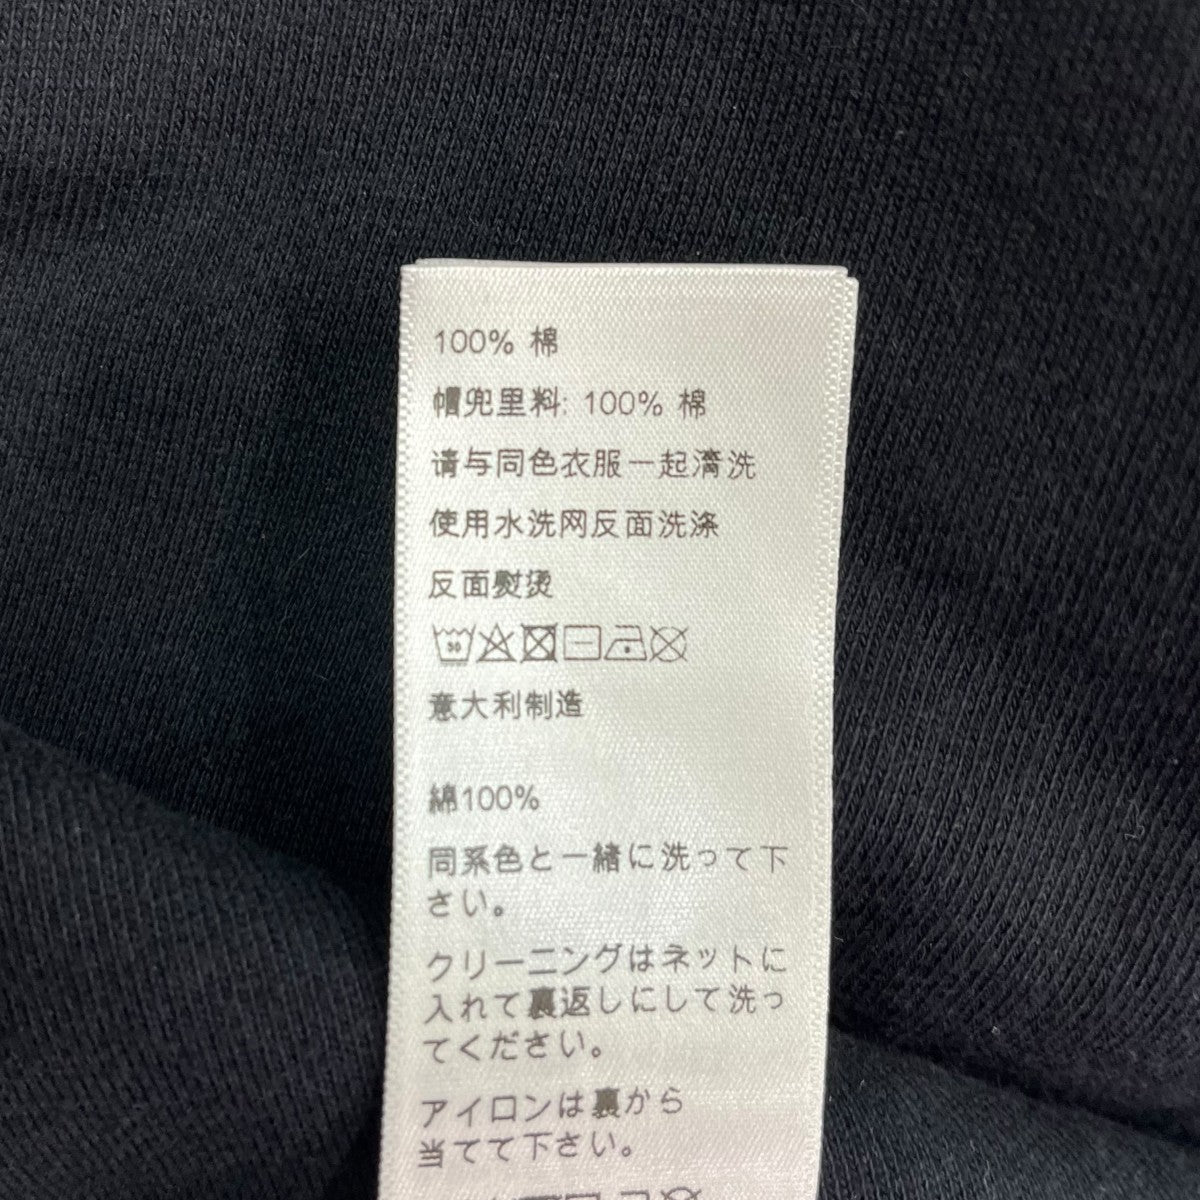 100% 棉
帽兜里料: 100% 棉
请与同色衣服一起清洗
使用水洗网反面洗涤
反面熨烫
30
意大利制造
綿100%
同系色と一緒に洗って下
さい。
クリーニングはネットに
入れて裏返しにして洗っ
てください。
アイロンは裏から
当てて下さい。